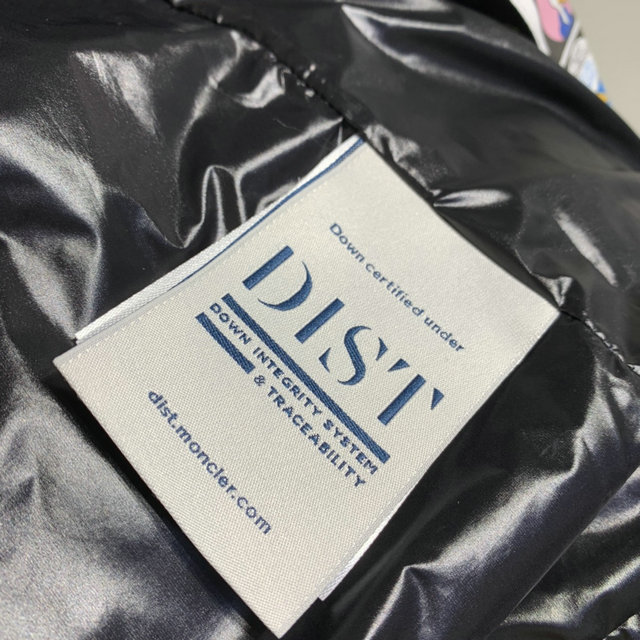 Down certified under
DIST
DOWN INTEGRITY SYSTEM
& TRACEABILITY
dist.moncler.com